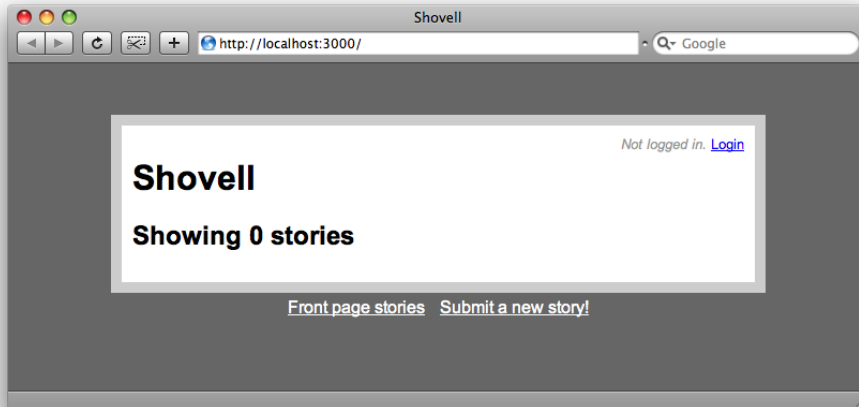 Shovell
http://localhost:3000/
Google
Not logged in. Login
Shovell
Showing 0 stories
Front page stories Submit a new story!